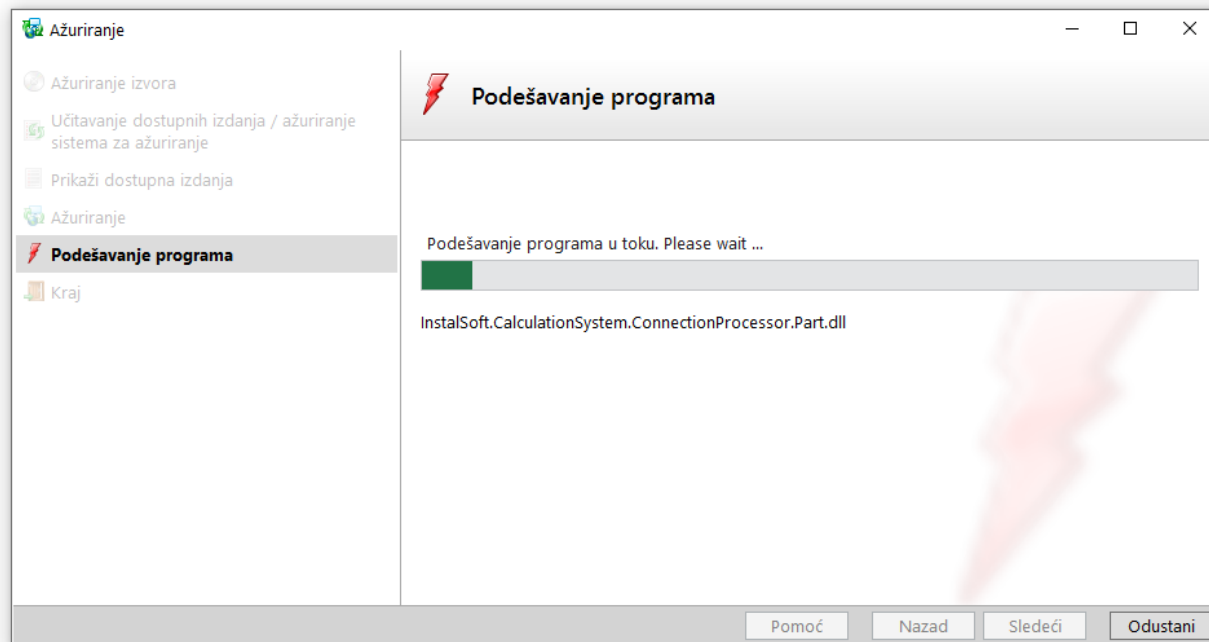 Ažuriranje
Ažuriranje izvora
Učitavanje dostupnih izdanja / ažuriranje
sistema za ažuriranje
Prikaži dostupna izdanja
Ažuriranje
Podešavanje programa
Kraj
Podešavanje programa
Podešavanje programa u toku. Please wait ...
InstalSoft.CalculationSystem.ConnectionProcessor.Part.dll
Pomoć
Nazad
Sledeći
Odustani